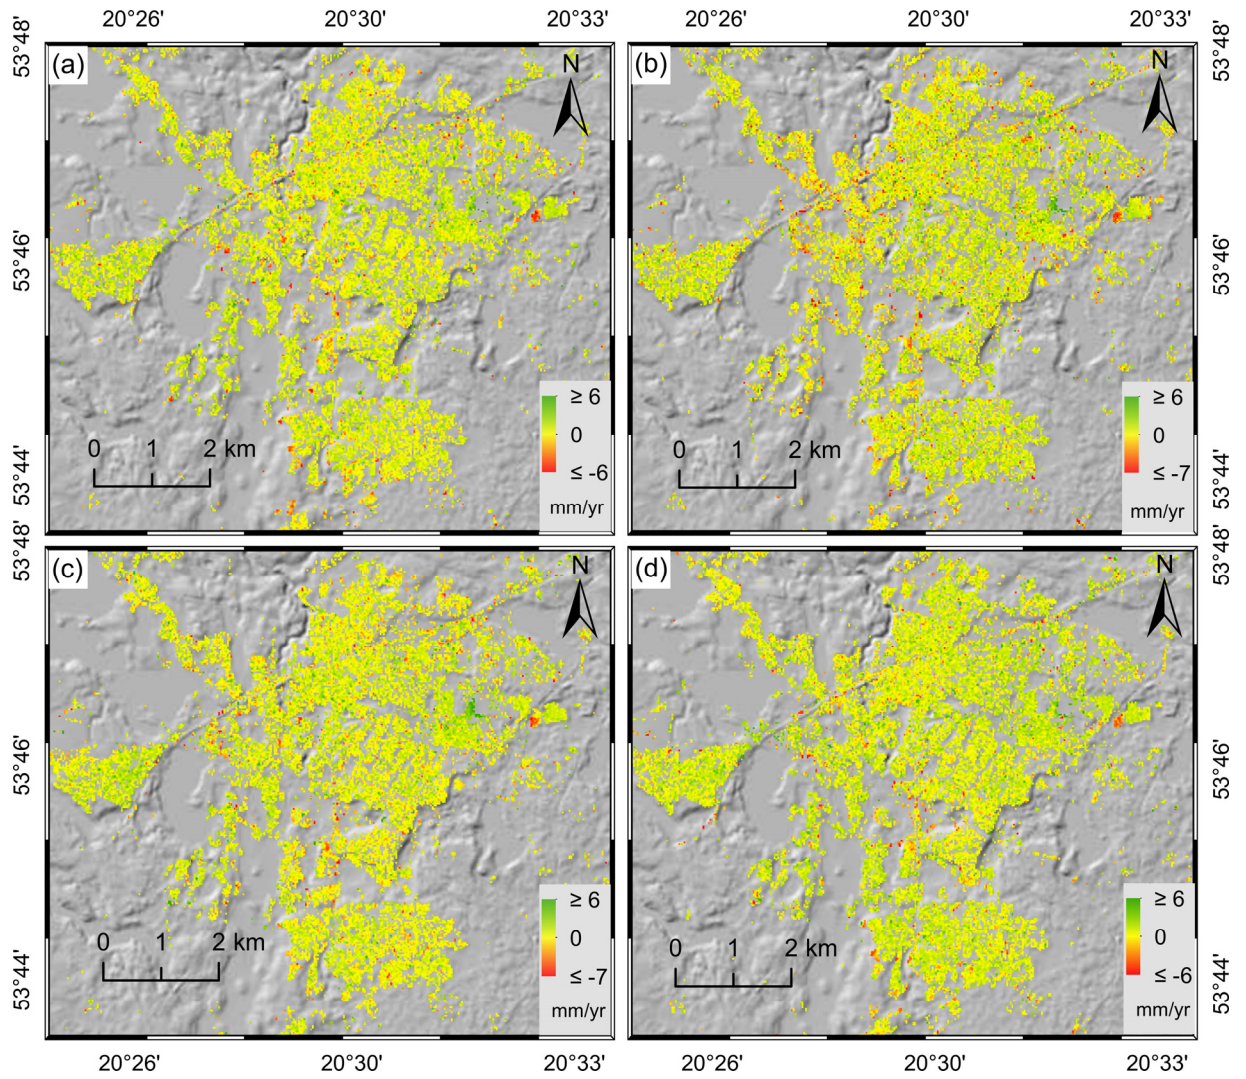 20°26' 20°30' 20°33' 20°26' 20°30' 20°33'
53°48' 53°48'
(a) N (b) N
53°46' 53°46'
≥ 6 ≥ 6
0 1 2 km 0 0 1 2 km 0
≤ -6 ≤ -7
53°44' mm/yr mm/yr 53°44'
53°48' 53°48'
(c) N (d) N
53°46' 53°46'
≥ 6 ≥ 6
0 1 2 km 0 0 1 2 km 0
≤ -7 ≤ -6
53°44' mm/yr mm/yr 53°44'
20°26' 20°30' 20°33' 20°26' 20°30' 20°33'